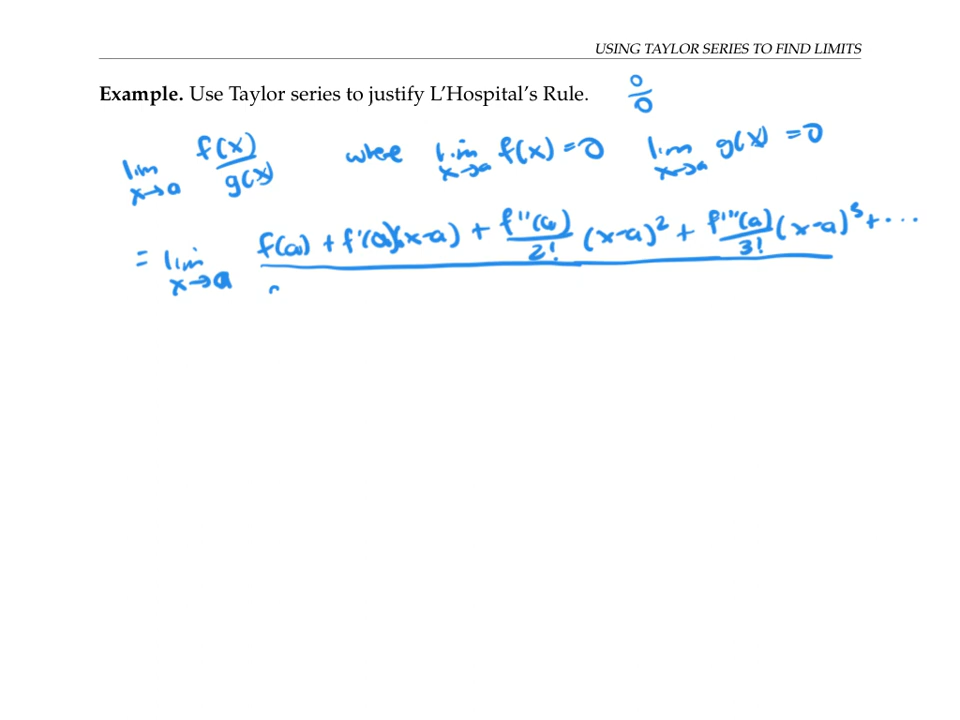 USING TAYLOR SERIES TO FIND LIMITS
Example. Use Taylor series to justify L’Hospital’s Rule. 0/0
lim x→a f(x)/g(x) where lim x→a f(x)=0 lim x→a g(x)=0
= lim x→a f(a) + f'(a)(x-a) + f''(a)/2! (x-a)² + f'''(a)/3! (x-a)³ + ...